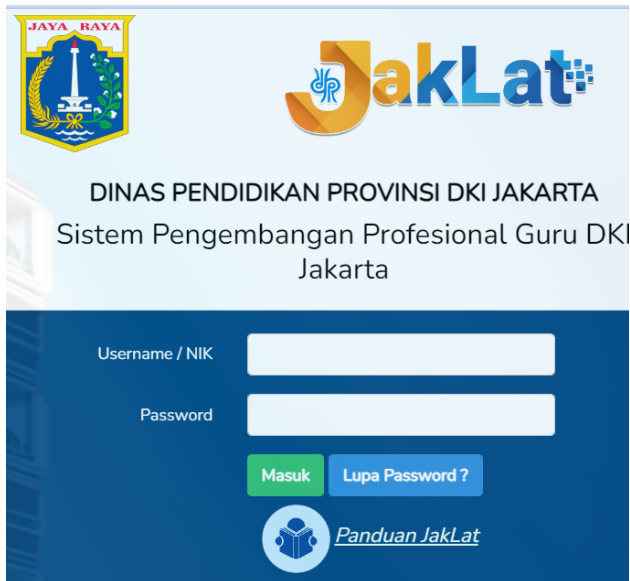 JAYA RAYA
JakLat
DINAS PENDIDIKAN PROVINSI DKI JAKARTA
Sistem Pengembangan Profesional Guru DKI
Jakarta
Username / NIK
Password
Masuk
Lupa Password ?
Panduan JakLat